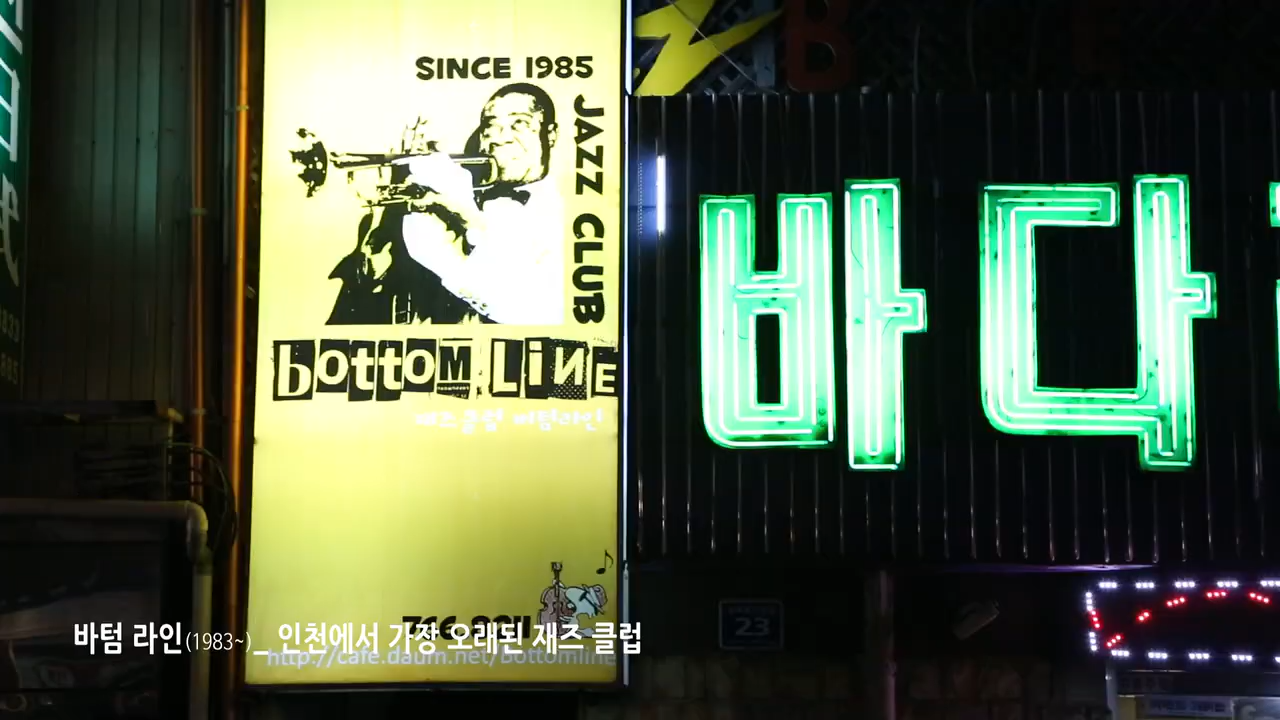 SINCE 1985
JAZZ CLUB
bottom LiNE
재즈클럽 버텀라인
바다
B
23
바텀 라인(1983~)_ 인천에서 가장 오래된 재즈 클럽
http://cafe.daum.net/Bottomline